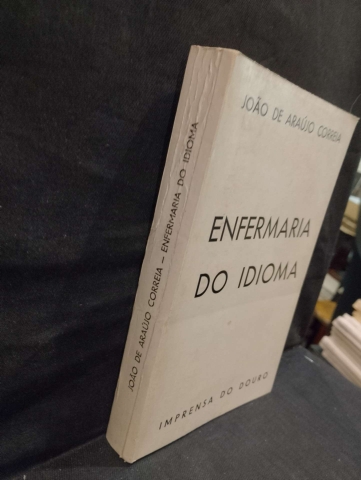 JOÃO DE ARAÚJO CORREIA
ENFERMARIA
DO IDIOMA
IMPRENSA DO DOURO
JOÃO DE ARAÚJO CORREIA – ENFERMARIA DO IDIOMA